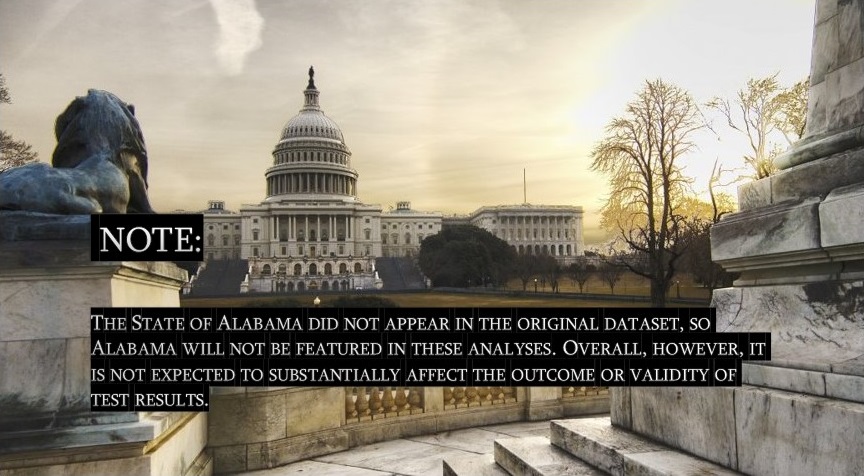 NOTE:
The State of Alabama did not appear in the original dataset, so
Alabama will not be featured in these analyses. Overall, however, it
is not expected to substantially affect the outcome or validity of
test results.